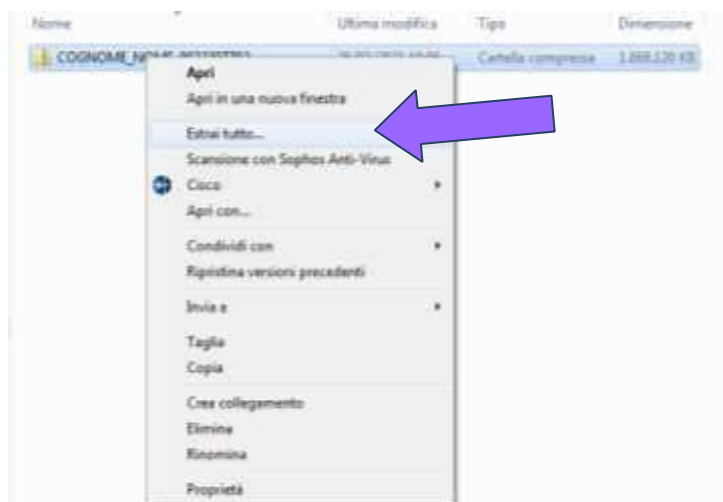 Nome Ultima modifica Tipo Dimensione
COGNOME_NOME Cartella compressa
Apri
Apri in una nuova finestra
Estrai tutto...
Scansione con Sophos Anti-Virus
Cisco
Apri con...
Condividi con
Ripristina versioni precedenti
Invia a
Taglia
Copia
Crea collegamento
Elimina
Rinomina
Proprietà